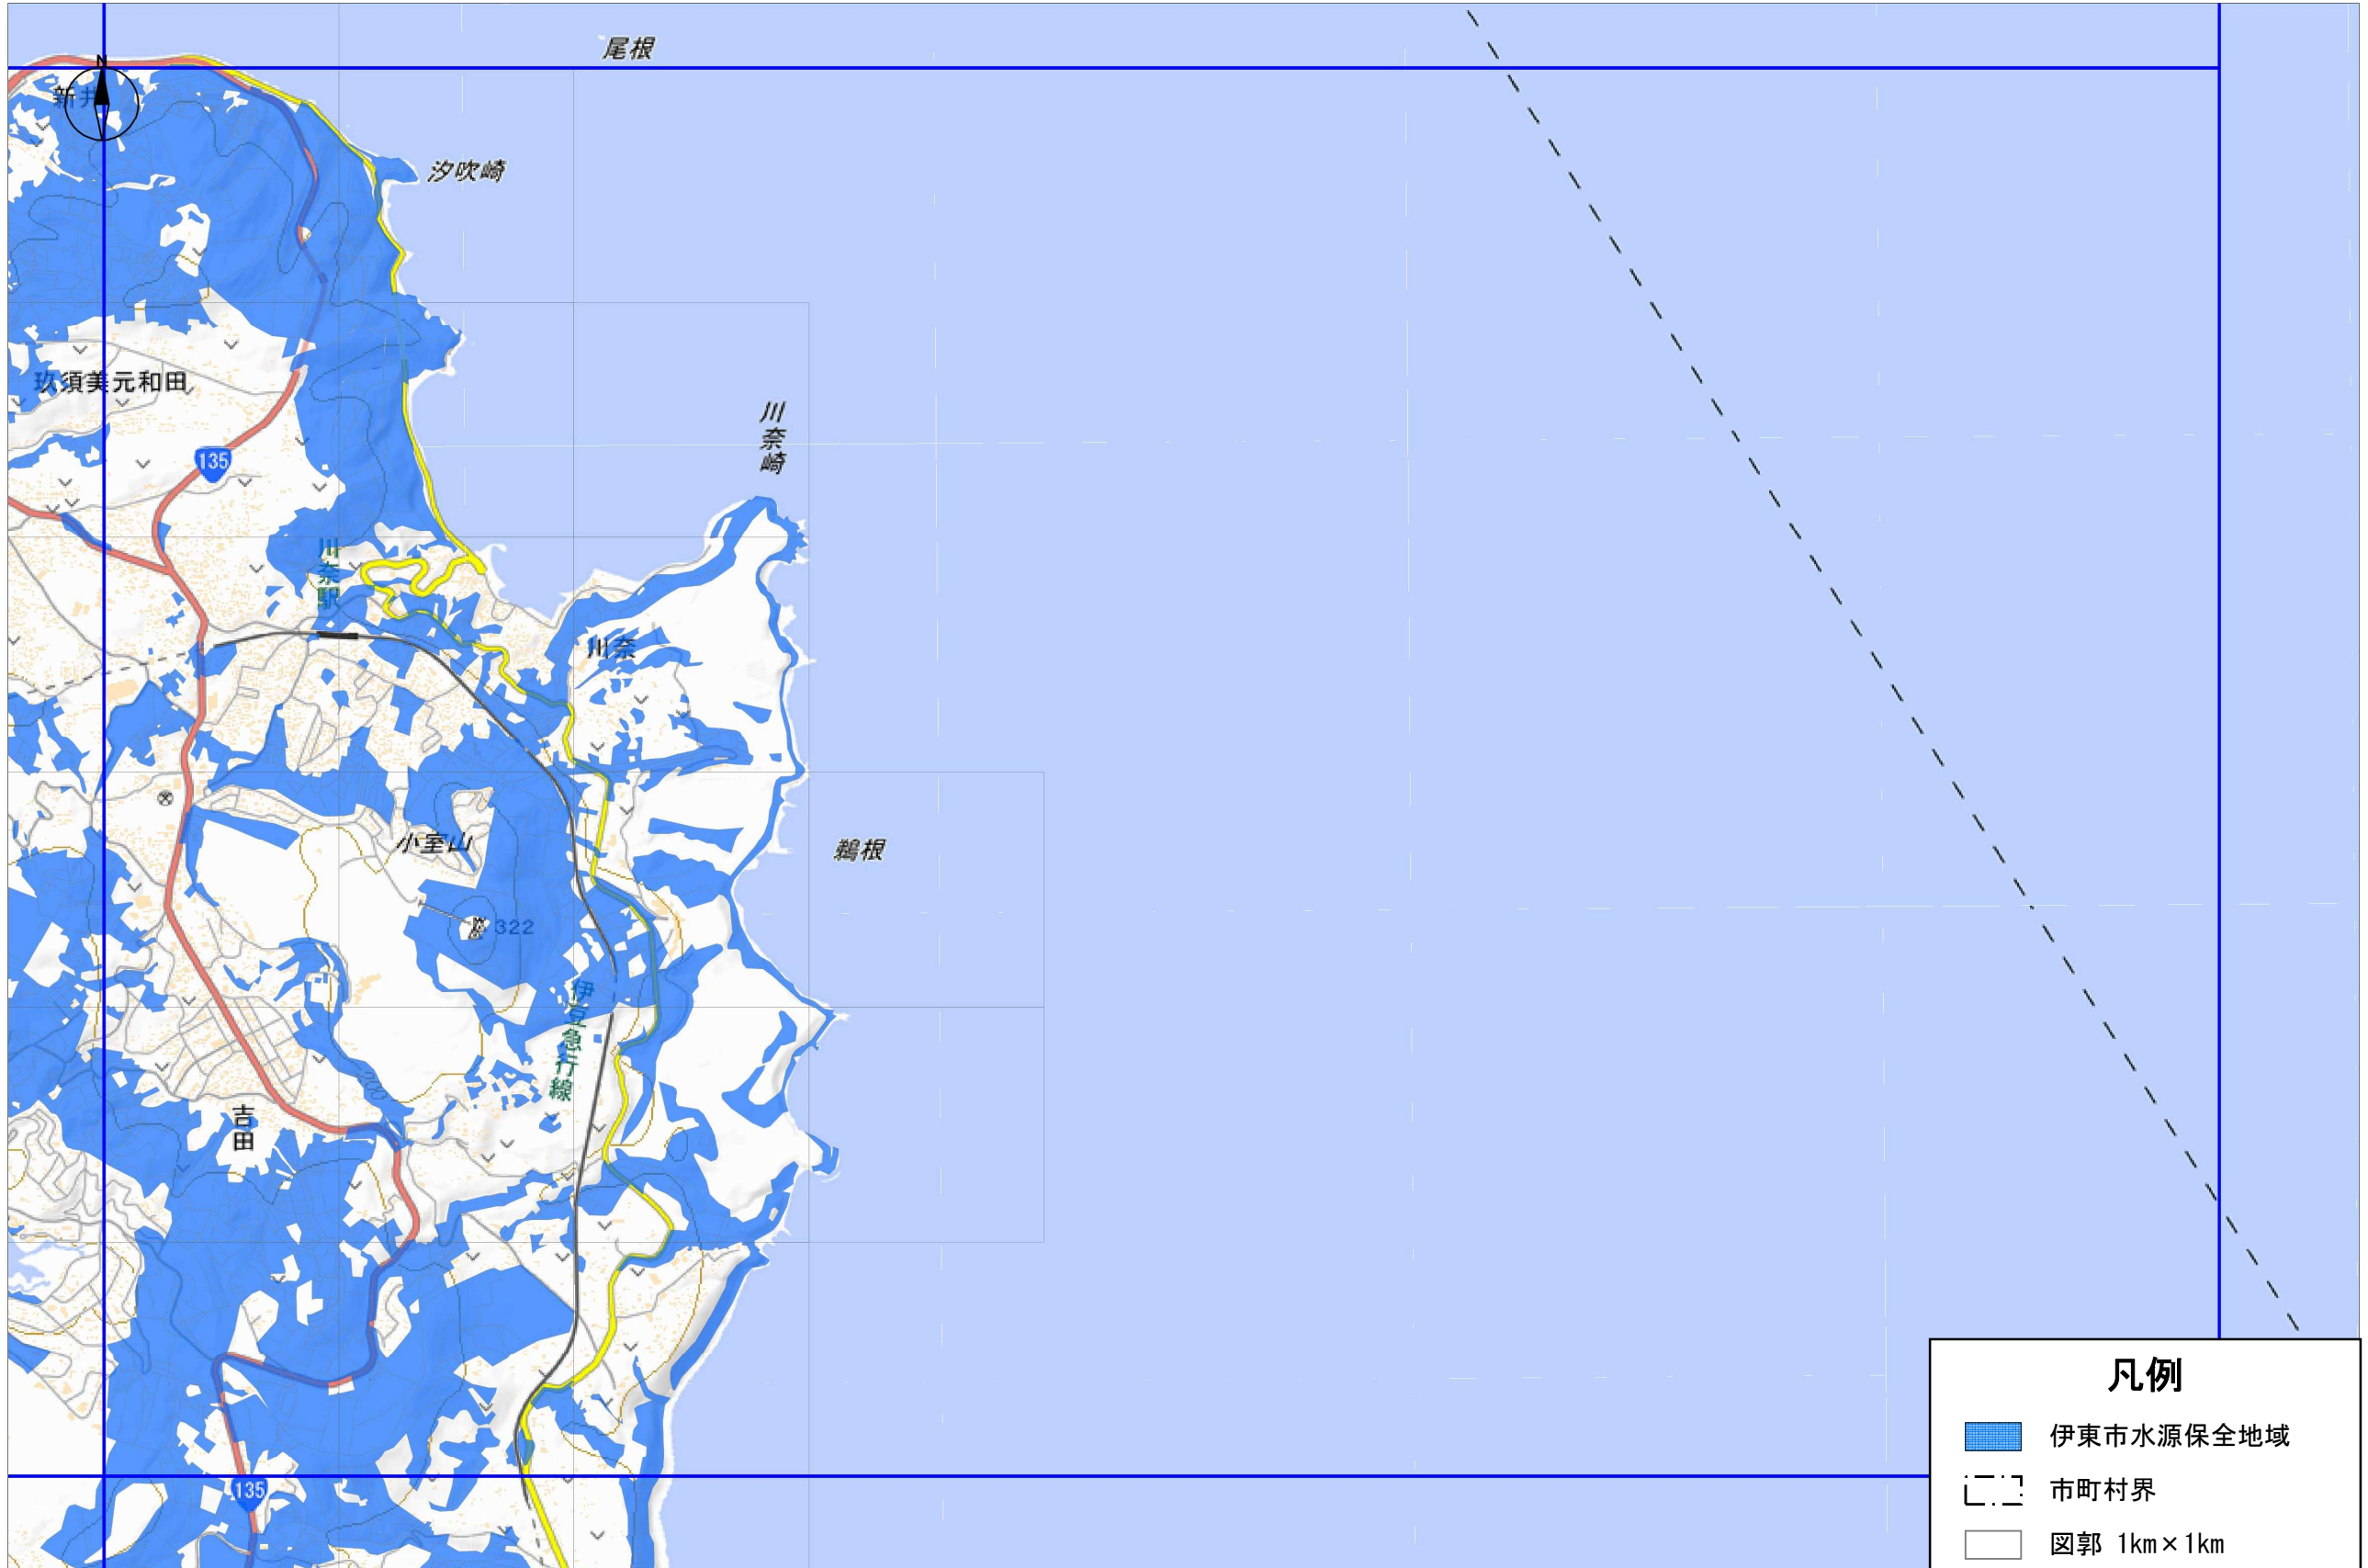 尾根
N
新井
汐吹崎
玖須美元和田
川奈崎
135
川奈駅
川奈
小室山
鵜根
322
伊豆急行線
200
吉田
135
凡例
伊東市水源保全地域
市町村界
図郭 1km×1km